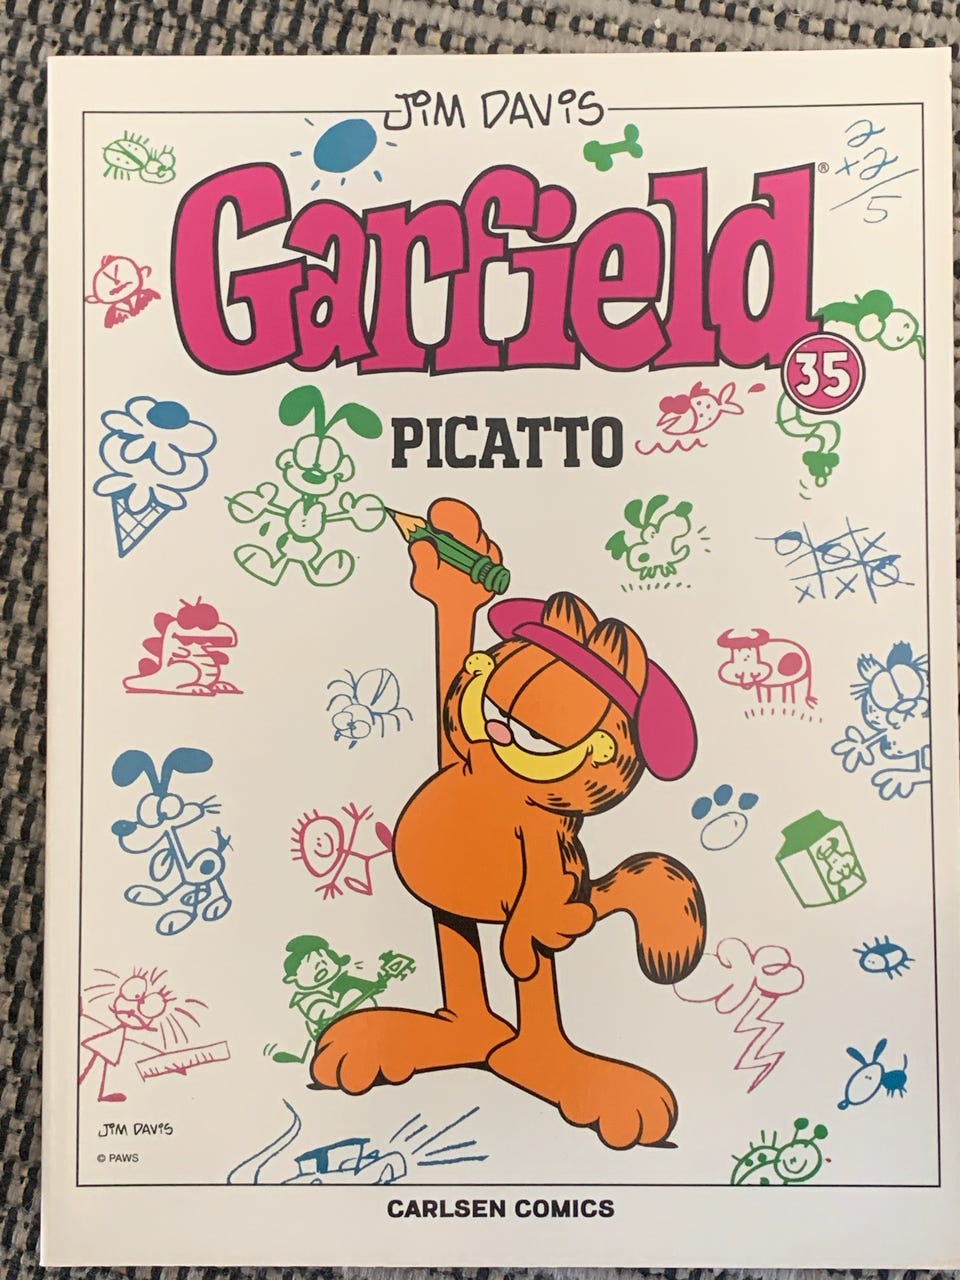 JiM DAViS
2
+2/
5
Garfield®
35
PICATTO
JiM DAViS
© PAWS
CARLSEN COMICS